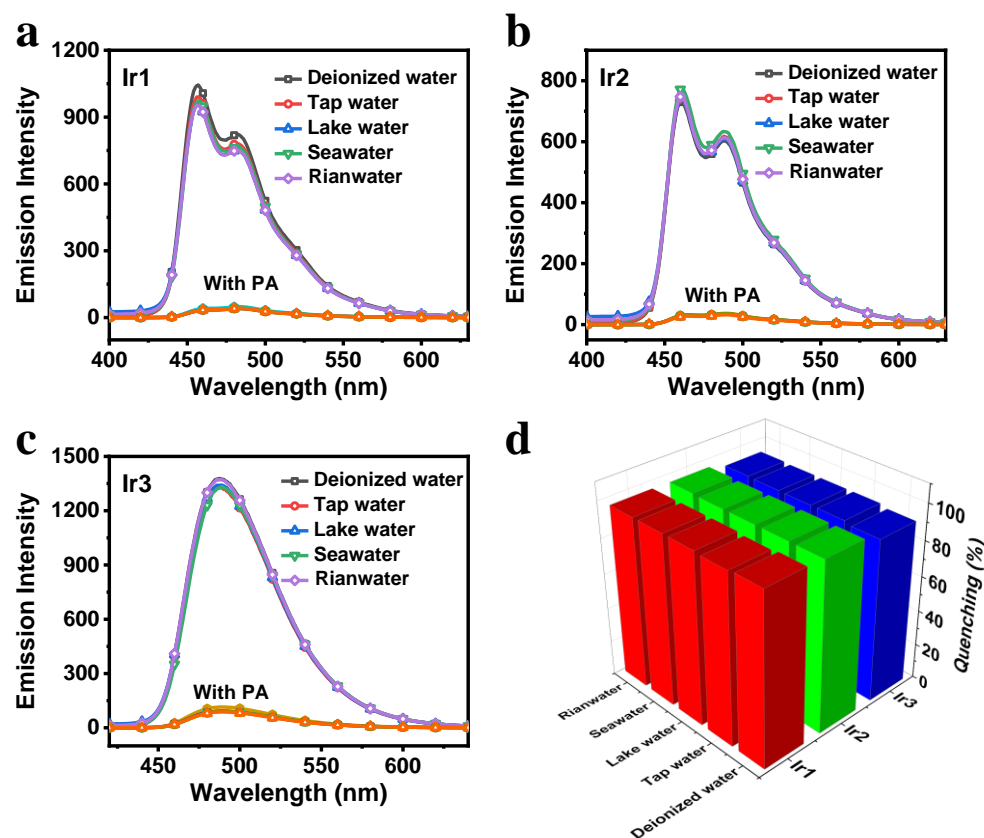 a
Ir1
Deionized water
Tap water
Lake water
Seawater
Rianwater
With PA
Emission Intensity
0
300
600
900
1200
400
450
500
550
600
Wavelength (nm)
b
Ir2
Deionized water
Tap water
Lake water
Seawater
Rianwater
With PA
Emission Intensity
0
200
400
600
800
400
450
500
550
600
Wavelength (nm)
c
Ir3
Deionized water
Tap water
Lake water
Seawater
Rianwater
With PA
Emission Intensity
0
300
600
900
1200
1500
450
500
550
600
Wavelength (nm)
d
Rianwater
Seawater
Lake water
Tap water
Deionized water
Ir1
Ir2
Ir3
0
20
40
60
80
100
Quenching (%)